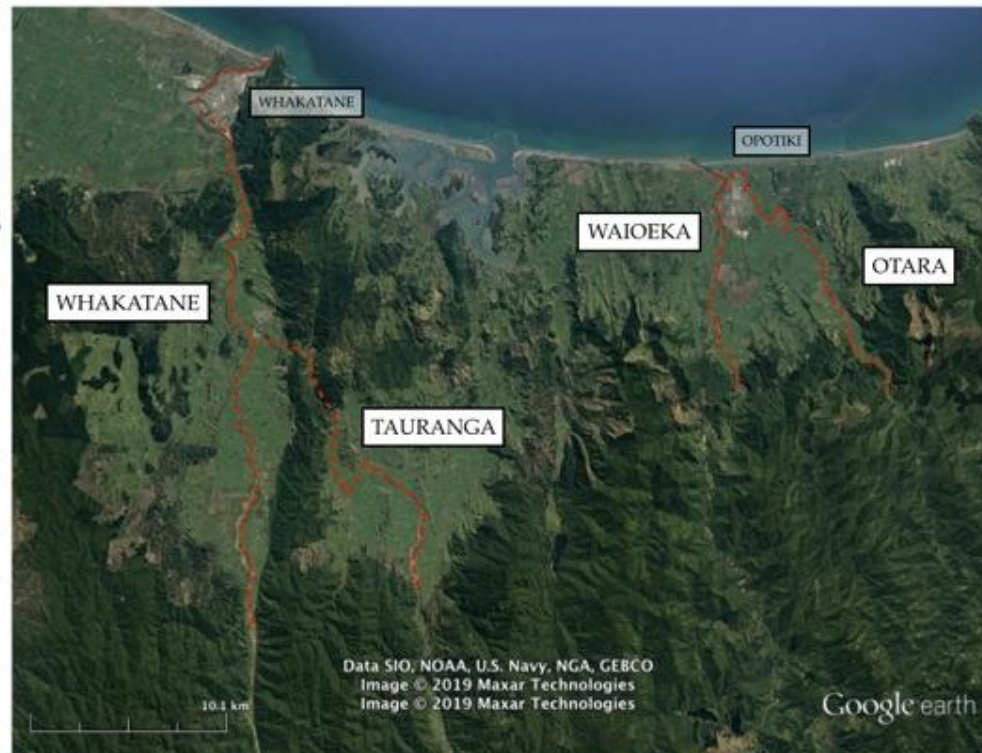 WHAKATANE
OPOTIKI
WAIOEKA
OTARA
WHAKATANE
TAURANGA
Data SIO, NOAA, U.S. Navy, NGA, GEBCO
Image © 2019 Maxar Technologies
Image © 2019 Maxar Technologies
10.1 km
Google earth